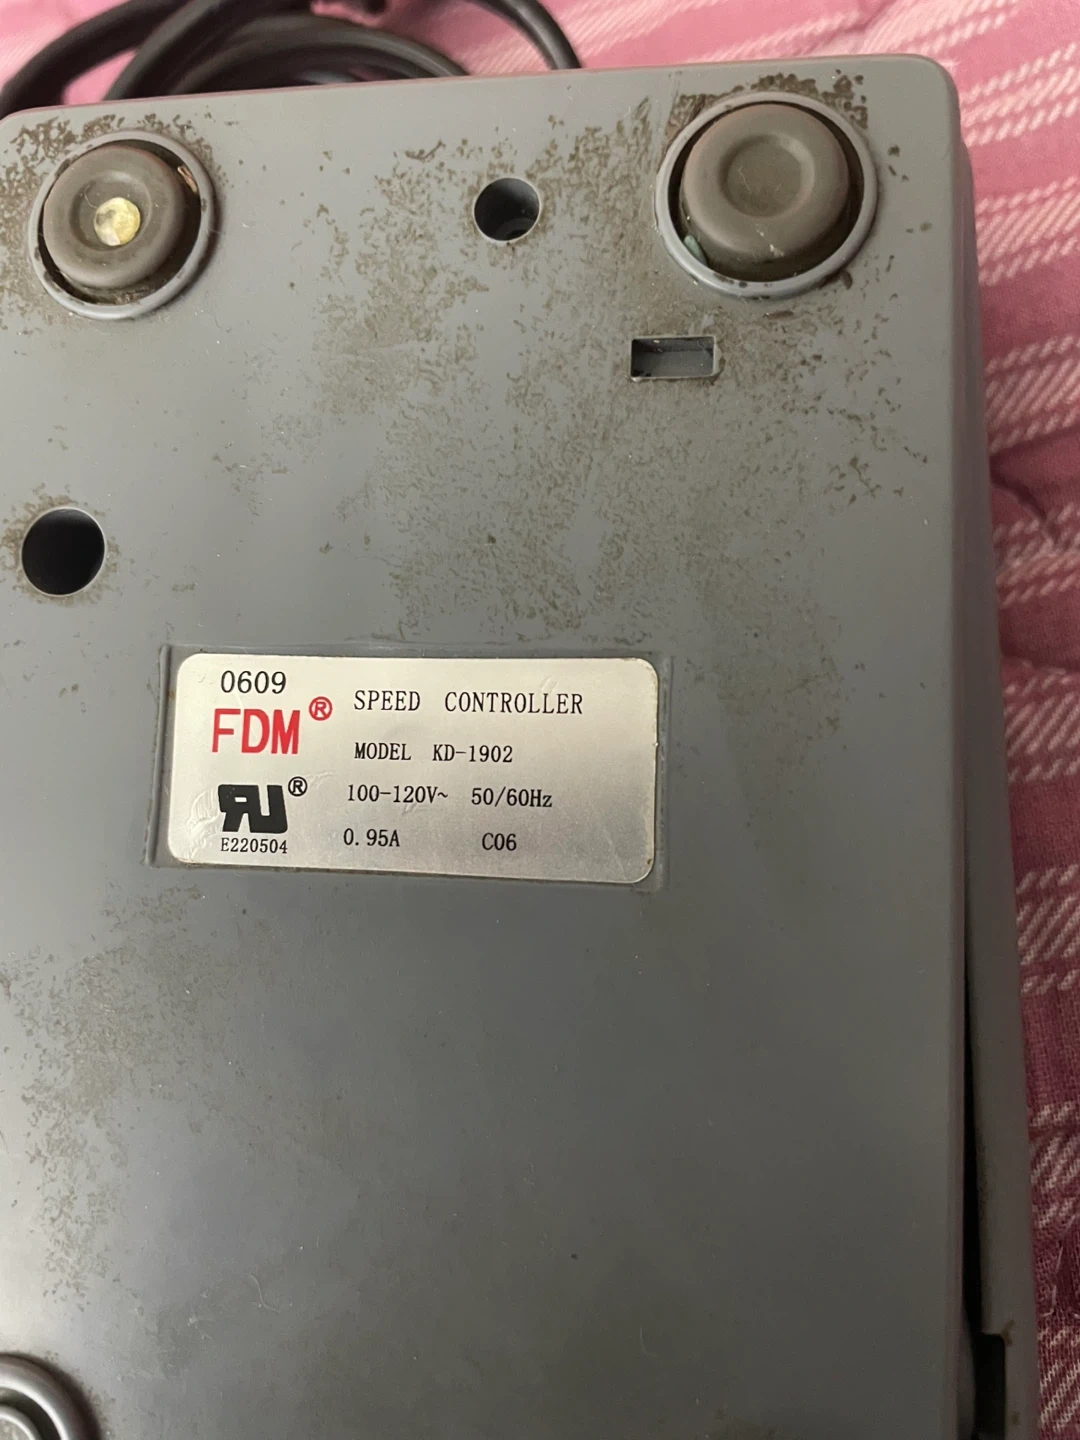 0609
FDM® SPEED CONTROLLER
MODEL KD-1902
® 100-120V~ 50/60Hz
E220504 0.95A C06